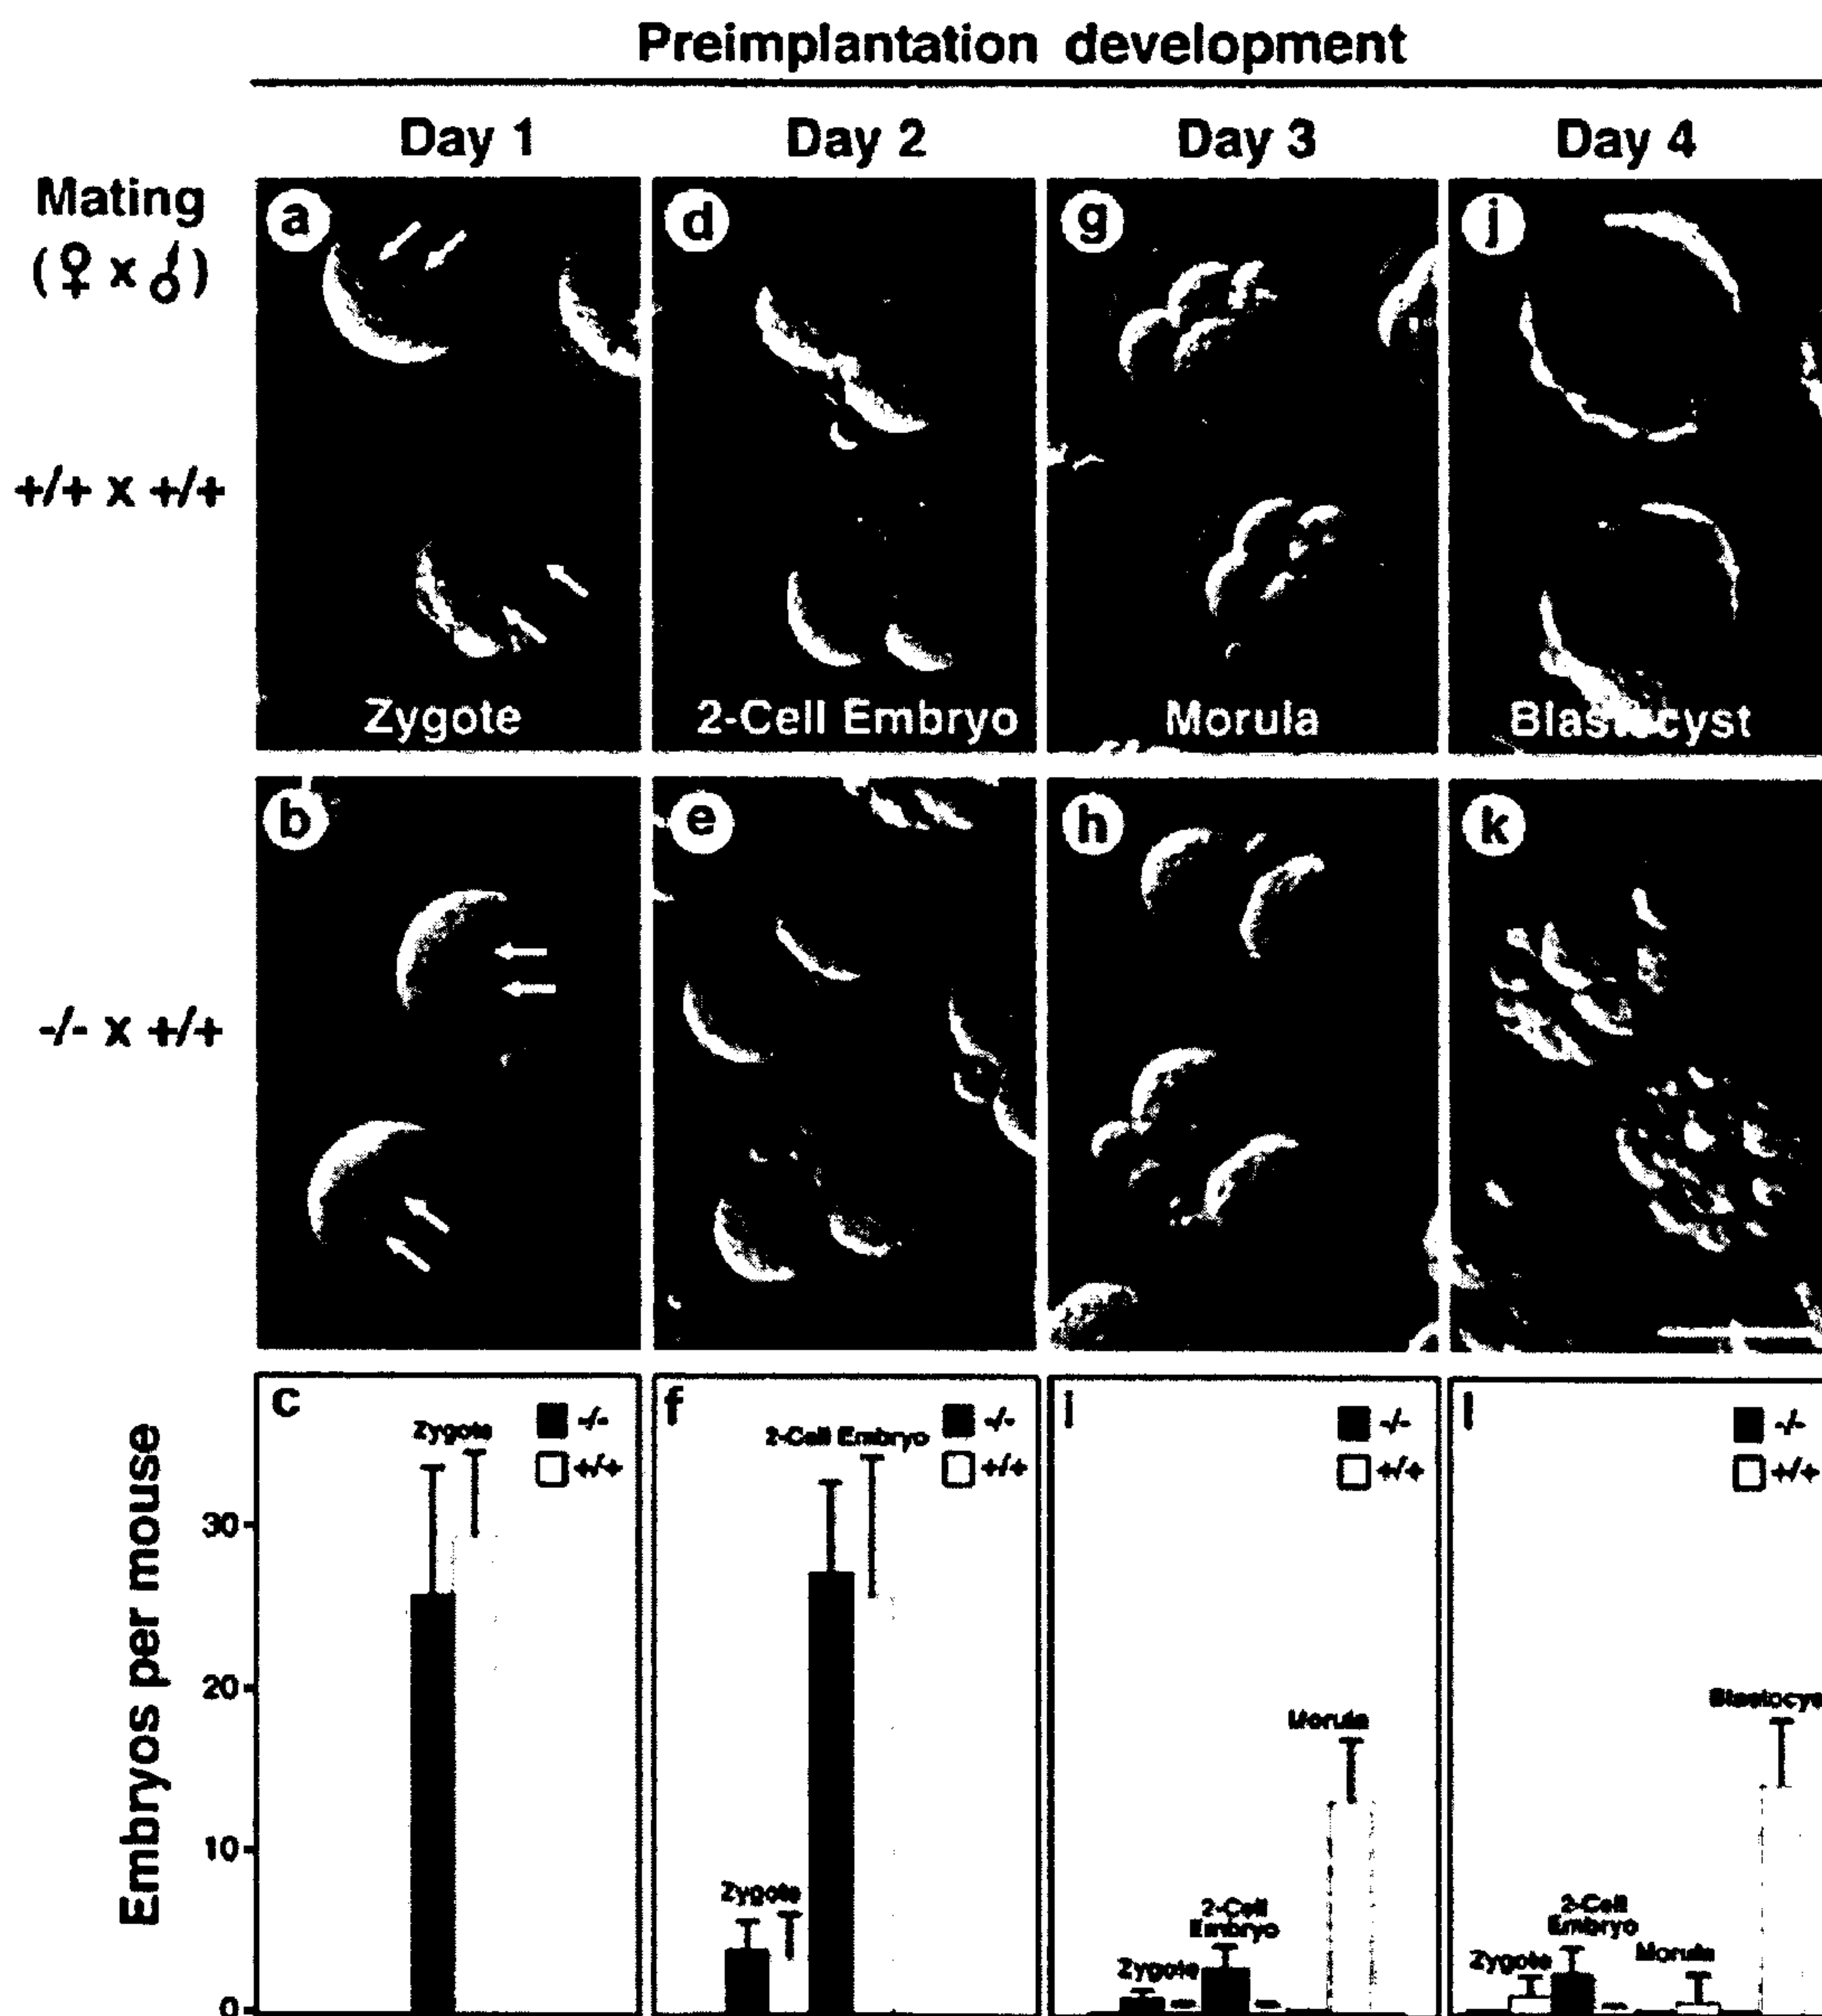 Preimplantation development
Day 1
Day 2
Day 3
Day 4
Mating
(♀ x ♂)
a
d
g
j
+/+ x +/+
Zygote
2-Cell Embryo
Morula
Blastocyst
b
e
h
k
-/- x +/+
Embryos per mouse
30
20
10
0
c
Zygote
-/-
+/+
f
2-Cell Embryo
-/-
+/+
Zygote
i
-/-
+/+
Morula
2-Cell
Embryo
Zygote
l
-/-
+/+
Blastocys
2-Cell
Embryo
Zygote
Morula